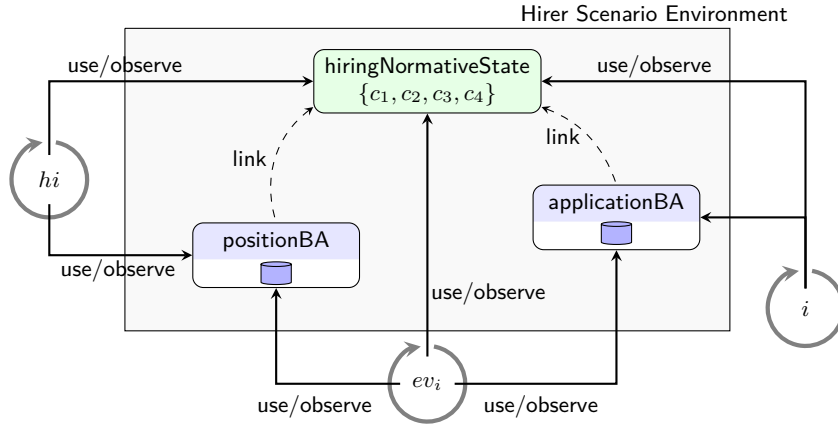 Hirer Scenario Environment
use/observe
hiringNormativeState
{c₁, c₂, c₃, c₄}
use/observe
link
link
hi
applicationBA
positionBA
use/observe
use/observe
i
evᵢ
use/observe
use/observe